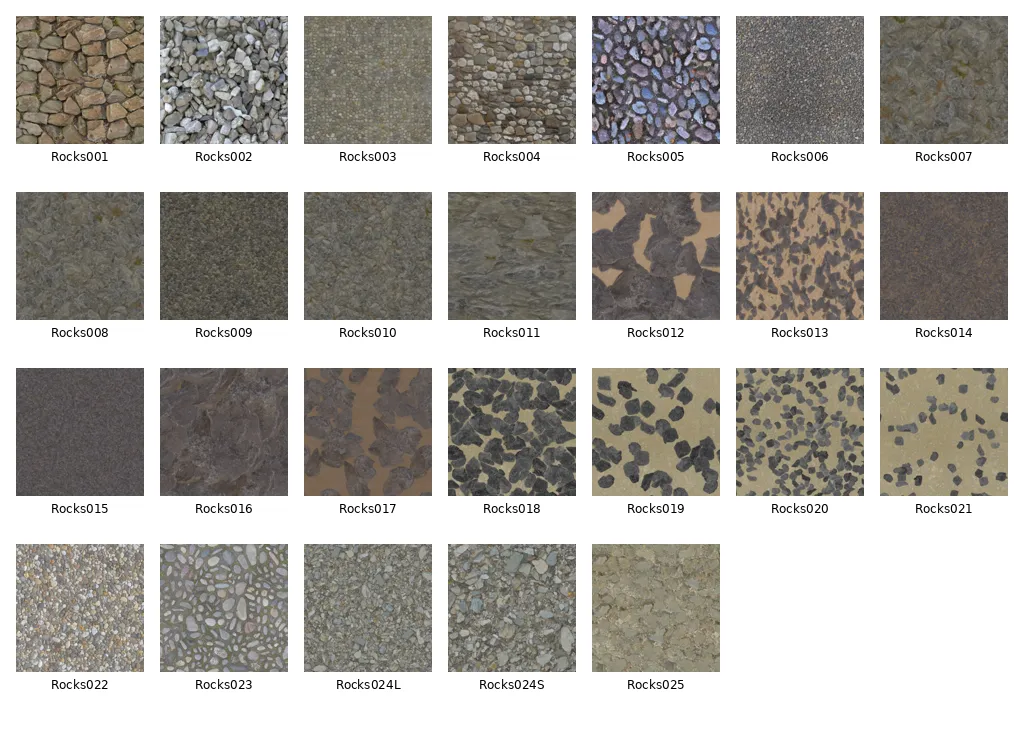 Rocks001 Rocks002 Rocks003 Rocks004 Rocks005 Rocks006 Rocks007
Rocks008 Rocks009 Rocks010 Rocks011 Rocks012 Rocks013 Rocks014
Rocks015 Rocks016 Rocks017 Rocks018 Rocks019 Rocks020 Rocks021
Rocks022 Rocks023 Rocks024L Rocks024S Rocks025